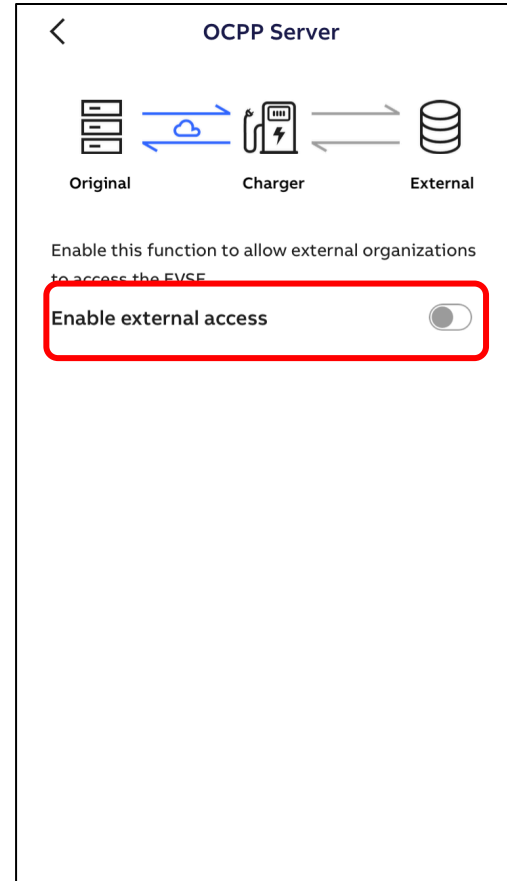 OCPP Server
Original Charger External
Enable this function to allow external organizations
to access the EVSE
Enable external access